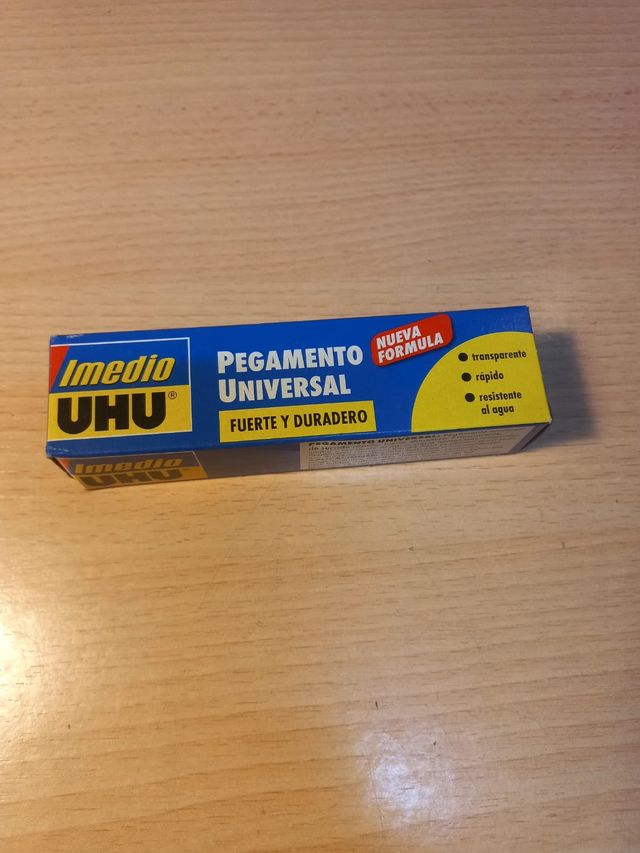 Imedio
UHU®
PEGAMENTO
UNIVERSAL
FUERTE Y DURADERO
NUEVA
FORMULA
transparente
rápido
resistente
al agua
Imedio
UHU
PEGAMENTO UNIVERSAL: